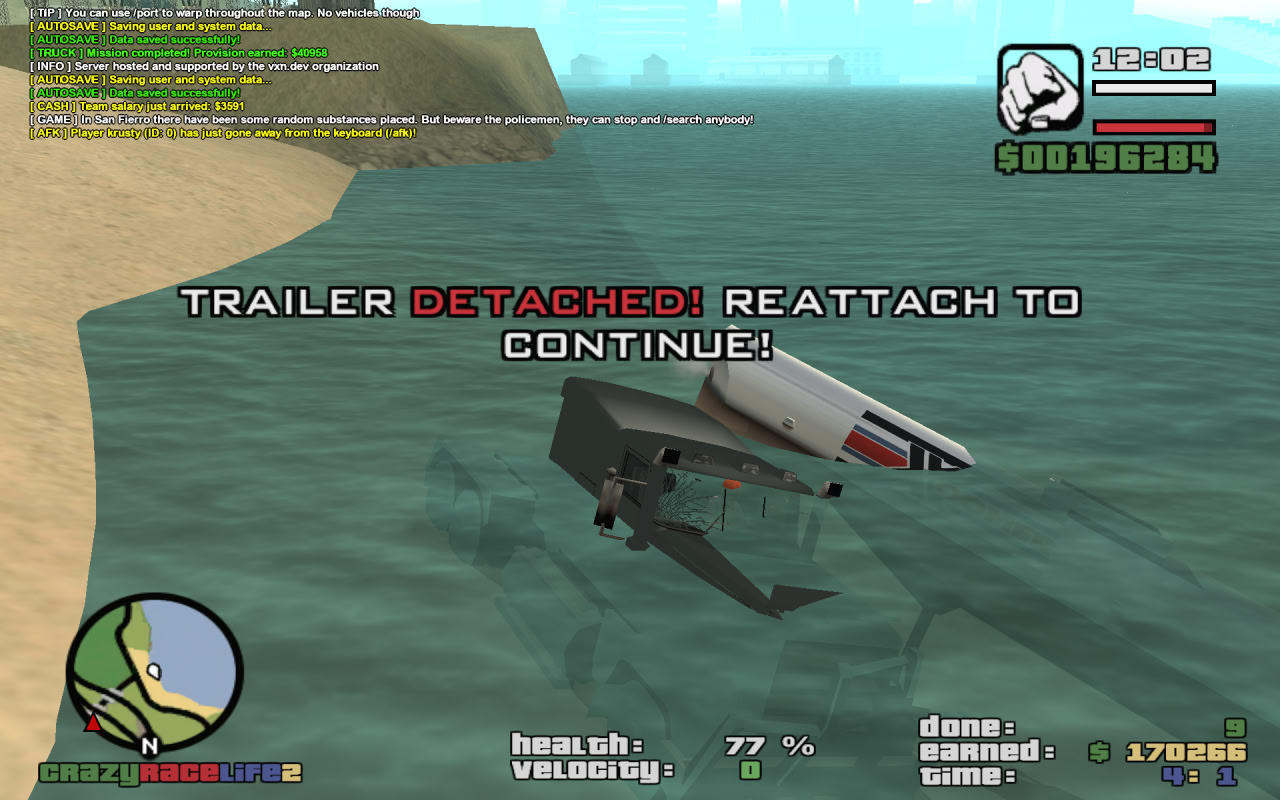 [ TIP ] You can use /port to warp throughout the map. No vehicles though
[ AUTOSAVE ] Saving user and system data...
[ AUTOSAVE ] Data saved successfully!
[ TRUCK ] Mission completed! Provision earned: $40958
[ INFO ] Server hosted and supported by the vxn.dev organization
[ AUTOSAVE ] Saving user and system data...
[ AUTOSAVE ] Data saved successfully!
[ CASH ] Team salary just arrived: $3591
[ GAME ] In San Fierro there have been some random substances placed. But beware the policemen, they can stop and /search anybody!
[ AFK ] Player krusty (ID: 0) has just gone away from the keyboard (/afk)!
12:02
$00196284
TRAILER DETACHED! REATTACH TO
CONTINUE!
N
crazyRaceLife2
health: 77 %
velocity: 0
done: 9
earned: $ 170266
time: 4: 1